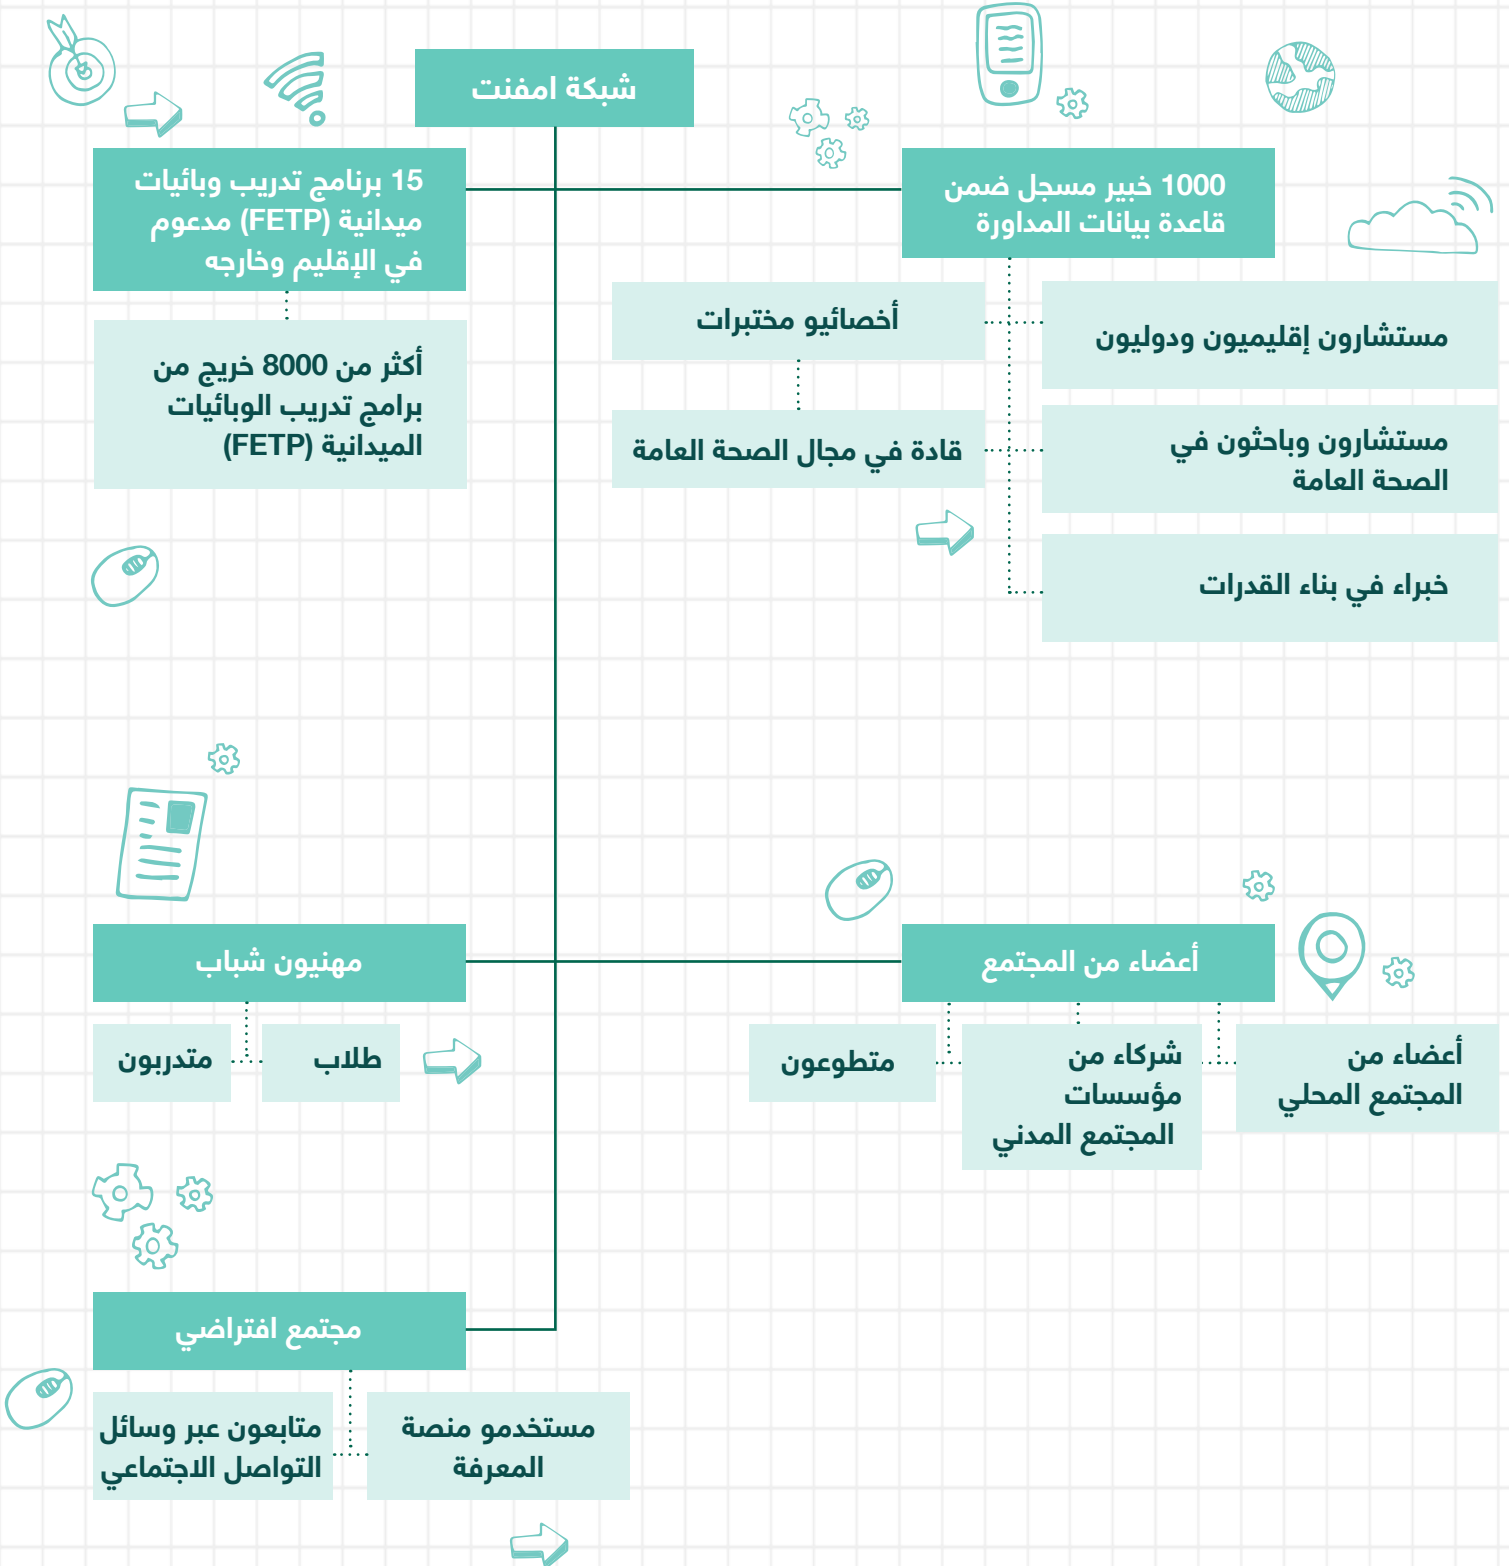 شبكة امفنت
1000 خبير مسجل ضمن
قاعدة بيانات المداورة
مستشارون إقليميون ودوليون
مستشارون وباحثون في
الصحة العامة
خبراء في بناء القدرات
أخصائيو مختبرات
قادة في مجال الصحة العامة
15 برنامج تدريب وبائيات
ميدانية (FETP) مدعوم
في الإقليم وخارجه
أكثر من 8000 خريج من
برامج تدريب الوبائيات
الميدانية (FETP)
أعضاء من المجتمع
أعضاء من
المجتمع المحلي
شركاء من
مؤسسات
المجتمع المدني
متطوعون
مهنيون شباب
طلاب
متدربون
مجتمع افتراضي
مستخدمو منصة
المعرفة
متابعون عبر وسائل
التواصل الاجتماعي